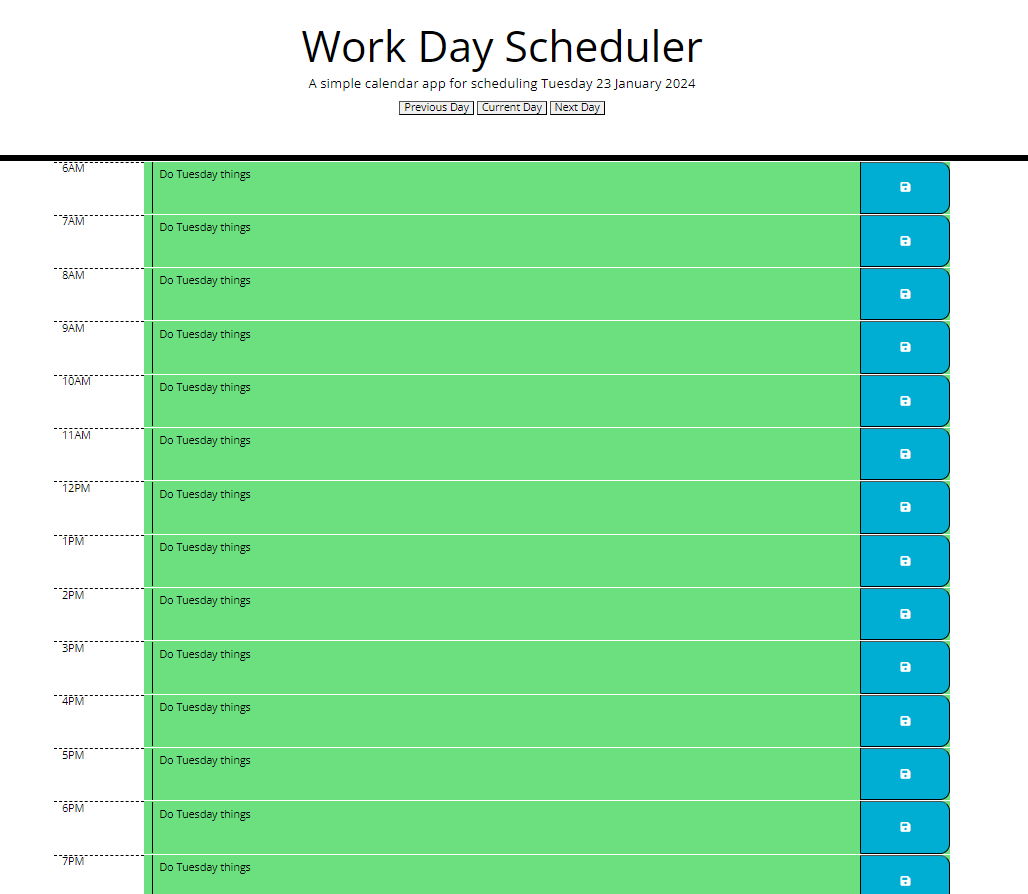 Work Day Scheduler
A simple calendar app for scheduling Tuesday 23 January 2024
Previous Day Current Day Next Day
6AM Do Tuesday things
7AM Do Tuesday things
8AM Do Tuesday things
9AM Do Tuesday things
10AM Do Tuesday things
11AM Do Tuesday things
12PM Do Tuesday things
1PM Do Tuesday things
2PM Do Tuesday things
3PM Do Tuesday things
4PM Do Tuesday things
5PM Do Tuesday things
6PM Do Tuesday things
7PM Do Tuesday things